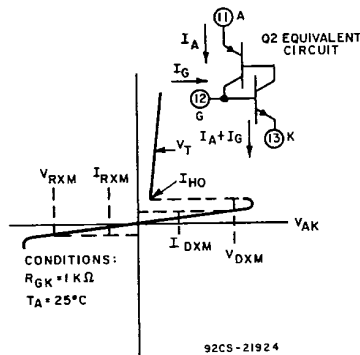 11 A
Q2 EQUIVALENT
CIRCUIT
I_A
I_G
12
G
13 K
I_A+I_G
V_T
V_RXM
I_RXM
I_HO
V_AK
I_DXM
V_DXM
CONDITIONS:
R_GK = 1 KΩ
T_A = 25°C
92CS-21924